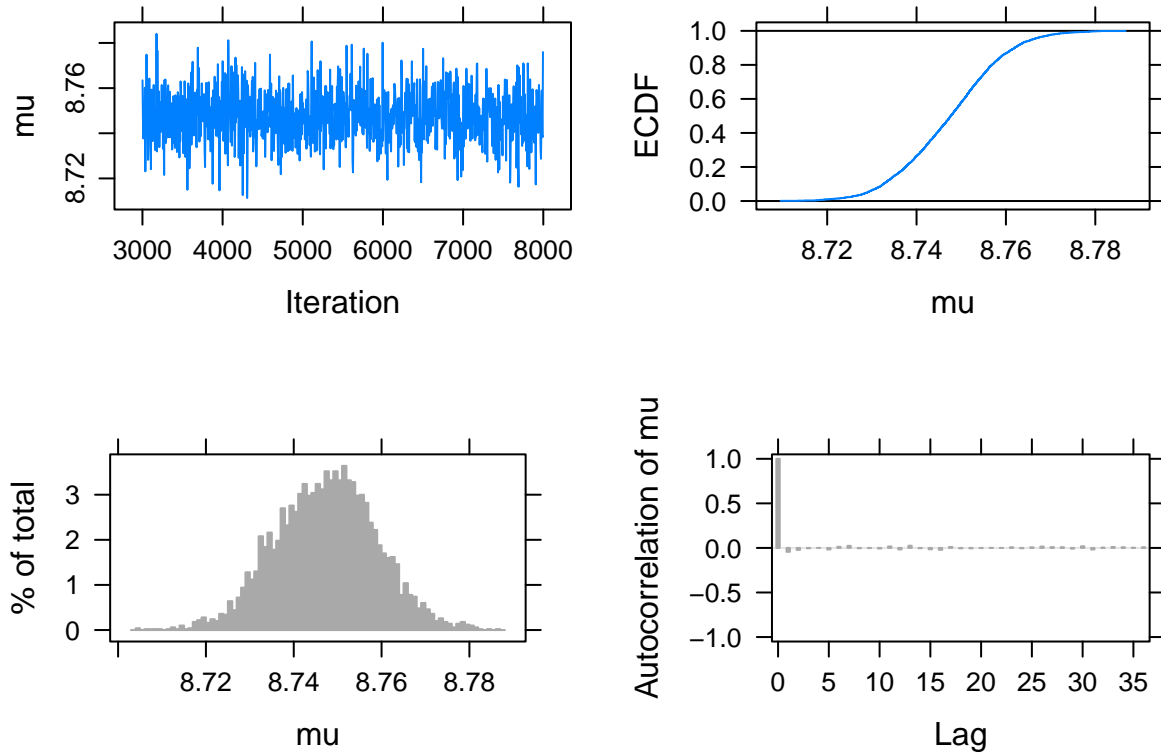 mu
8.76
8.72
3000 4000 5000 6000 7000 8000
Iteration
ECDF
1.0
0.8
0.6
0.4
0.2
0.0
8.72 8.74 8.76 8.78
mu
% of total
3
2
1
0
8.72 8.74 8.76 8.78
mu
Autocorrelation of mu
1.0
0.5
0.0
−0.5
−1.0
0 5 10 15 20 25 30 35
Lag